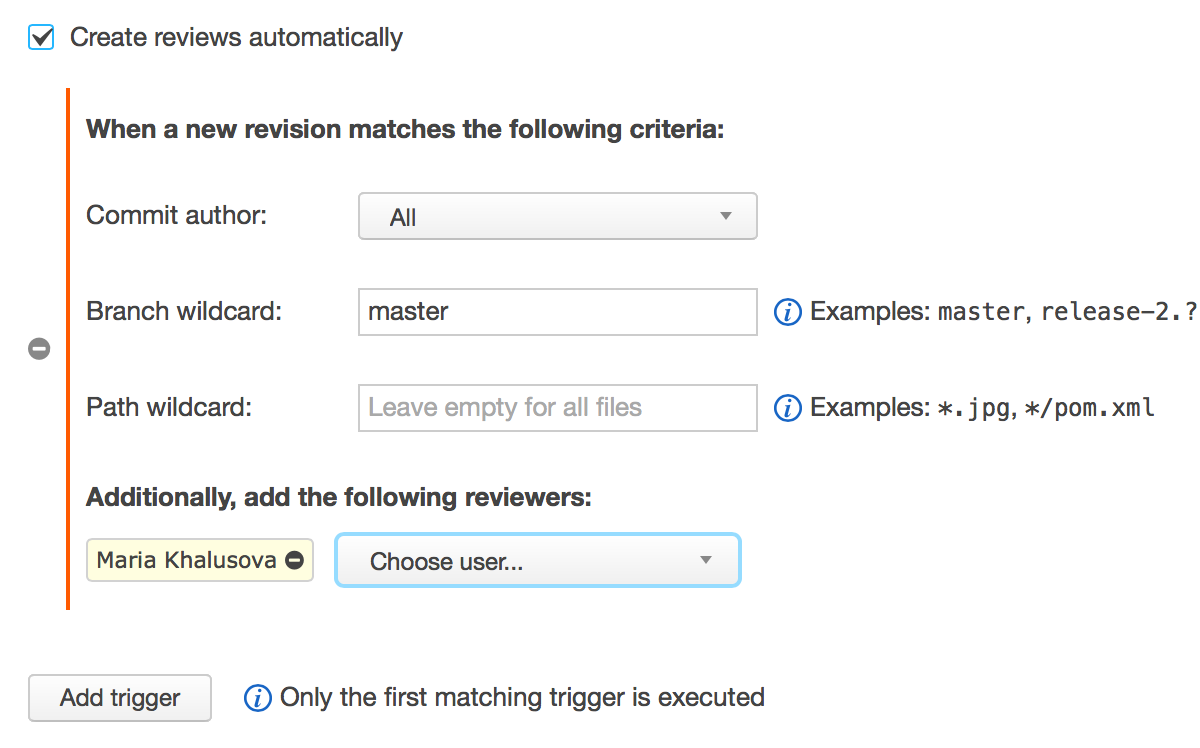 Create reviews automatically
When a new revision matches the following criteria:
Commit author: All
Branch wildcard: master Examples: master, release-2.?
Path wildcard: Leave empty for all files Examples: *.jpg, */pom.xml
Additionally, add the following reviewers:
Maria Khalusova Choose user...
Add trigger Only the first matching trigger is executed